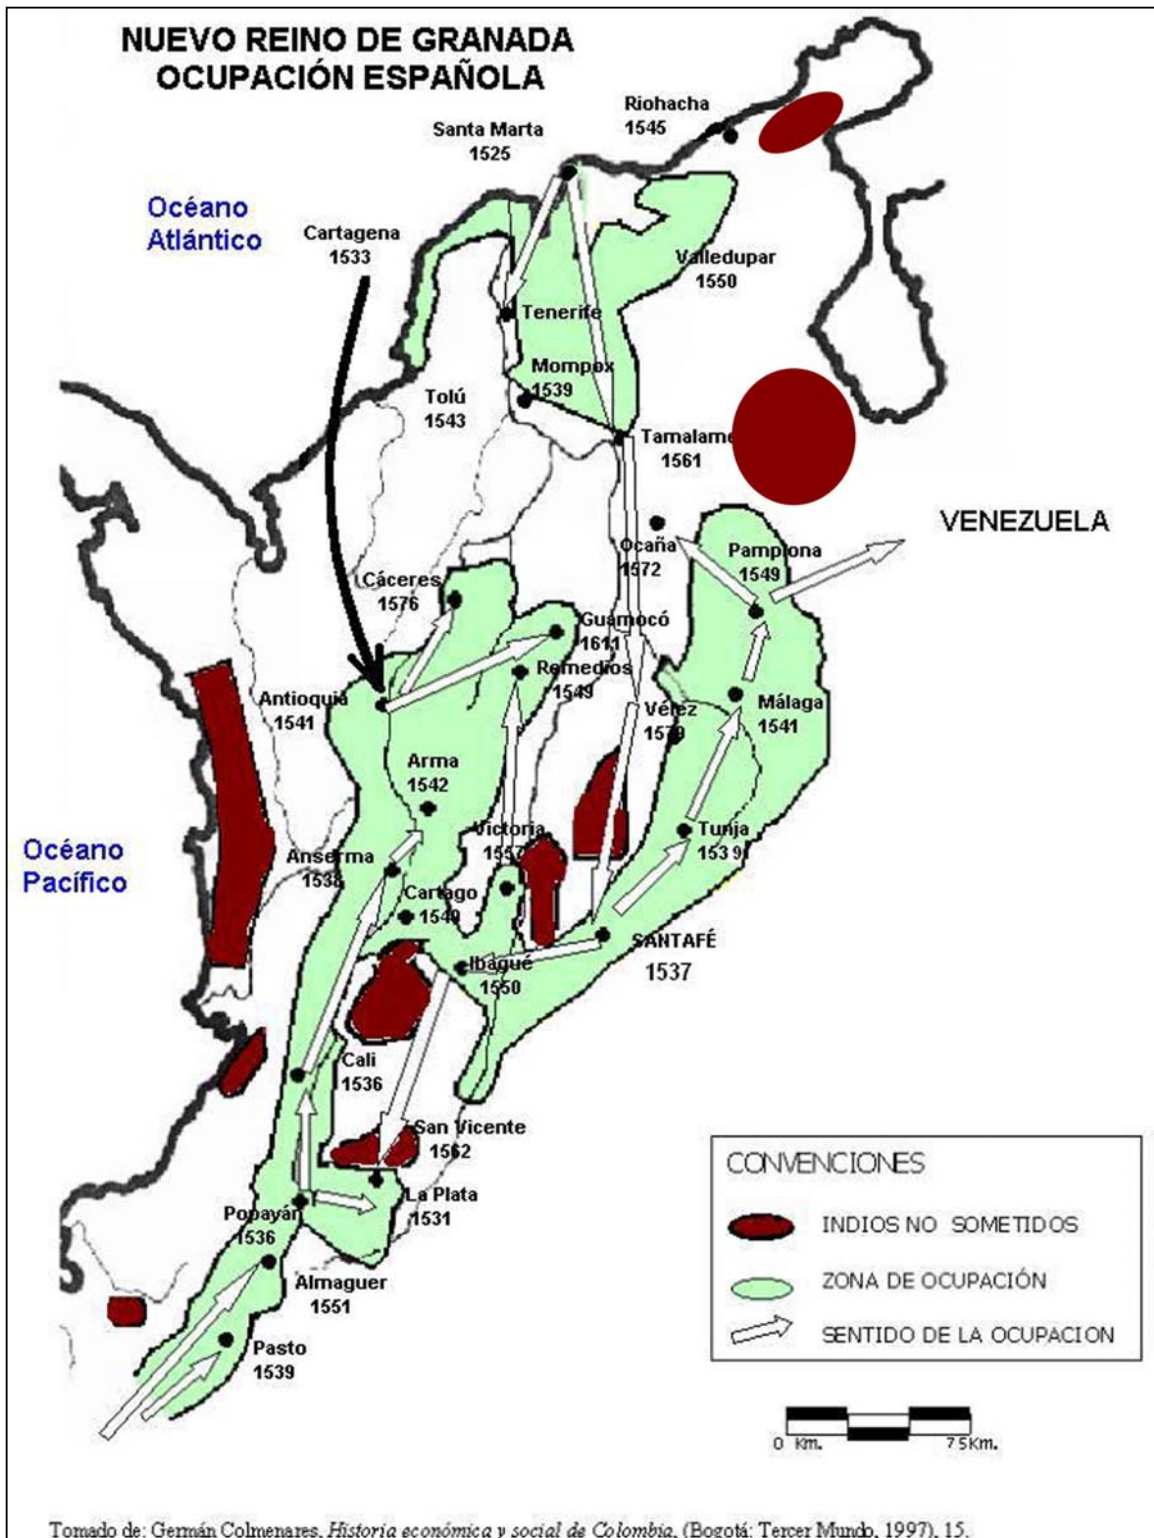 NUEVO REINO DE GRANADA
OCUPACIÓN ESPAÑOLA
Riohacha
1545
Santa Marta
1525
Océano
Atlántico
Cartagena
1533
Valledupar
1550
Tenerife
Mompox
1539
Tolú
1543
Tamalame
1561
VENEZUELA
Ocaña
1572
Pamplona
1549
Cáceres
1576
Guamocó
1611
Remedios
1549
Antioquia
1541
Vélez
Málaga
1541
Arma
1542
Océano
Pacífico
Victoria
1557
Tunja
1539
Anserma
1538
Cartago
1540
SANTAFÉ
1537
Ibagué
1550
Cali
1536
San Vicente
1562
La Plata
1531
Popayán
1536
Almaguer
1551
Pasto
1539
CONVENCIONES
INDIOS NO SOMETIDOS
ZONA DE OCUPACIÓN
SENTIDO DE LA OCUPACION
0 Km. 75Km.
Tomado de: Germán Colmenares, Historia económica y social de Colombia, (Bogotá: Tercer Mundo, 1997), 15.